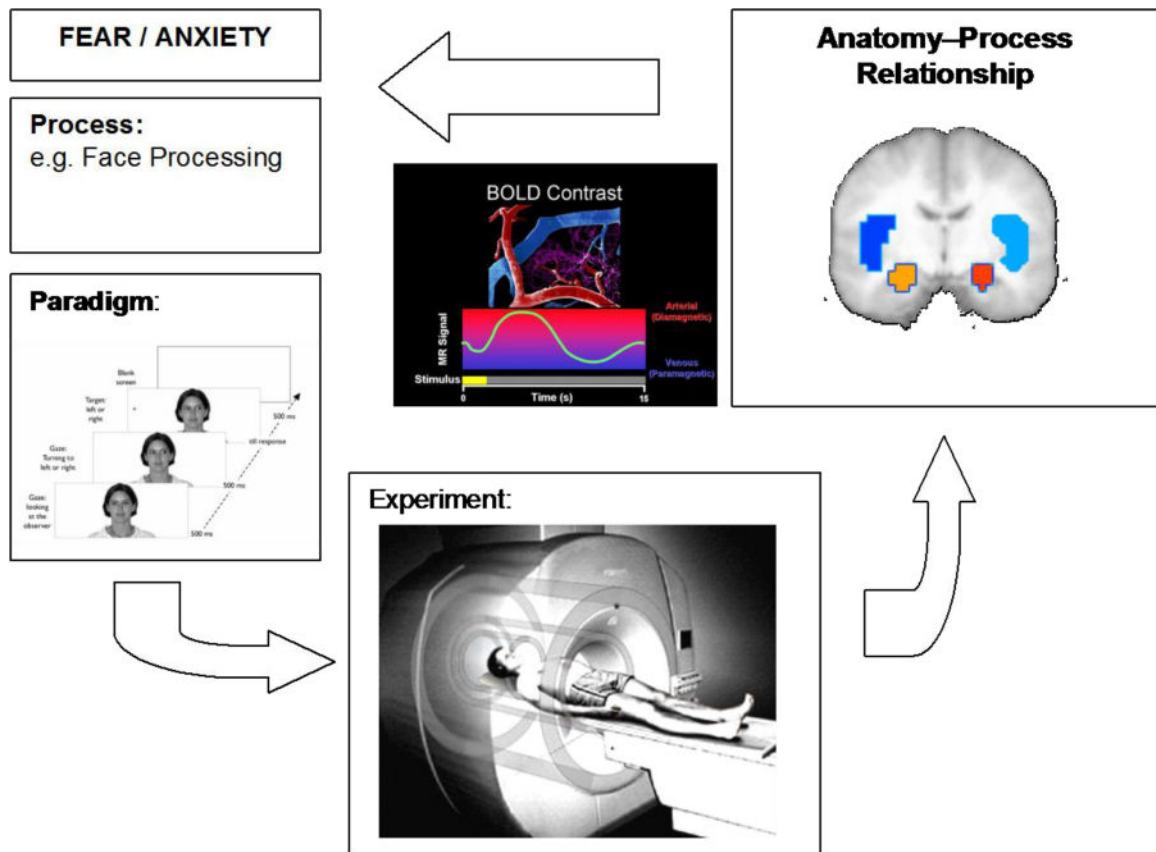 FEAR / ANXIETY
Process:
e.g. Face Processing
Paradigm:
Blank
screen
Target:
left or
right
Gaze:
Turning to
left or right
Gaze:
looking
at the
observer
500 ms
till response
500 ms
500 ms
BOLD Contrast
MR Signal
Arterial
(Diamagnetic)
Venous
(Paramagnetic)
Stimulus
0
Time (s)
15
Experiment:
Anatomy–Process
Relationship